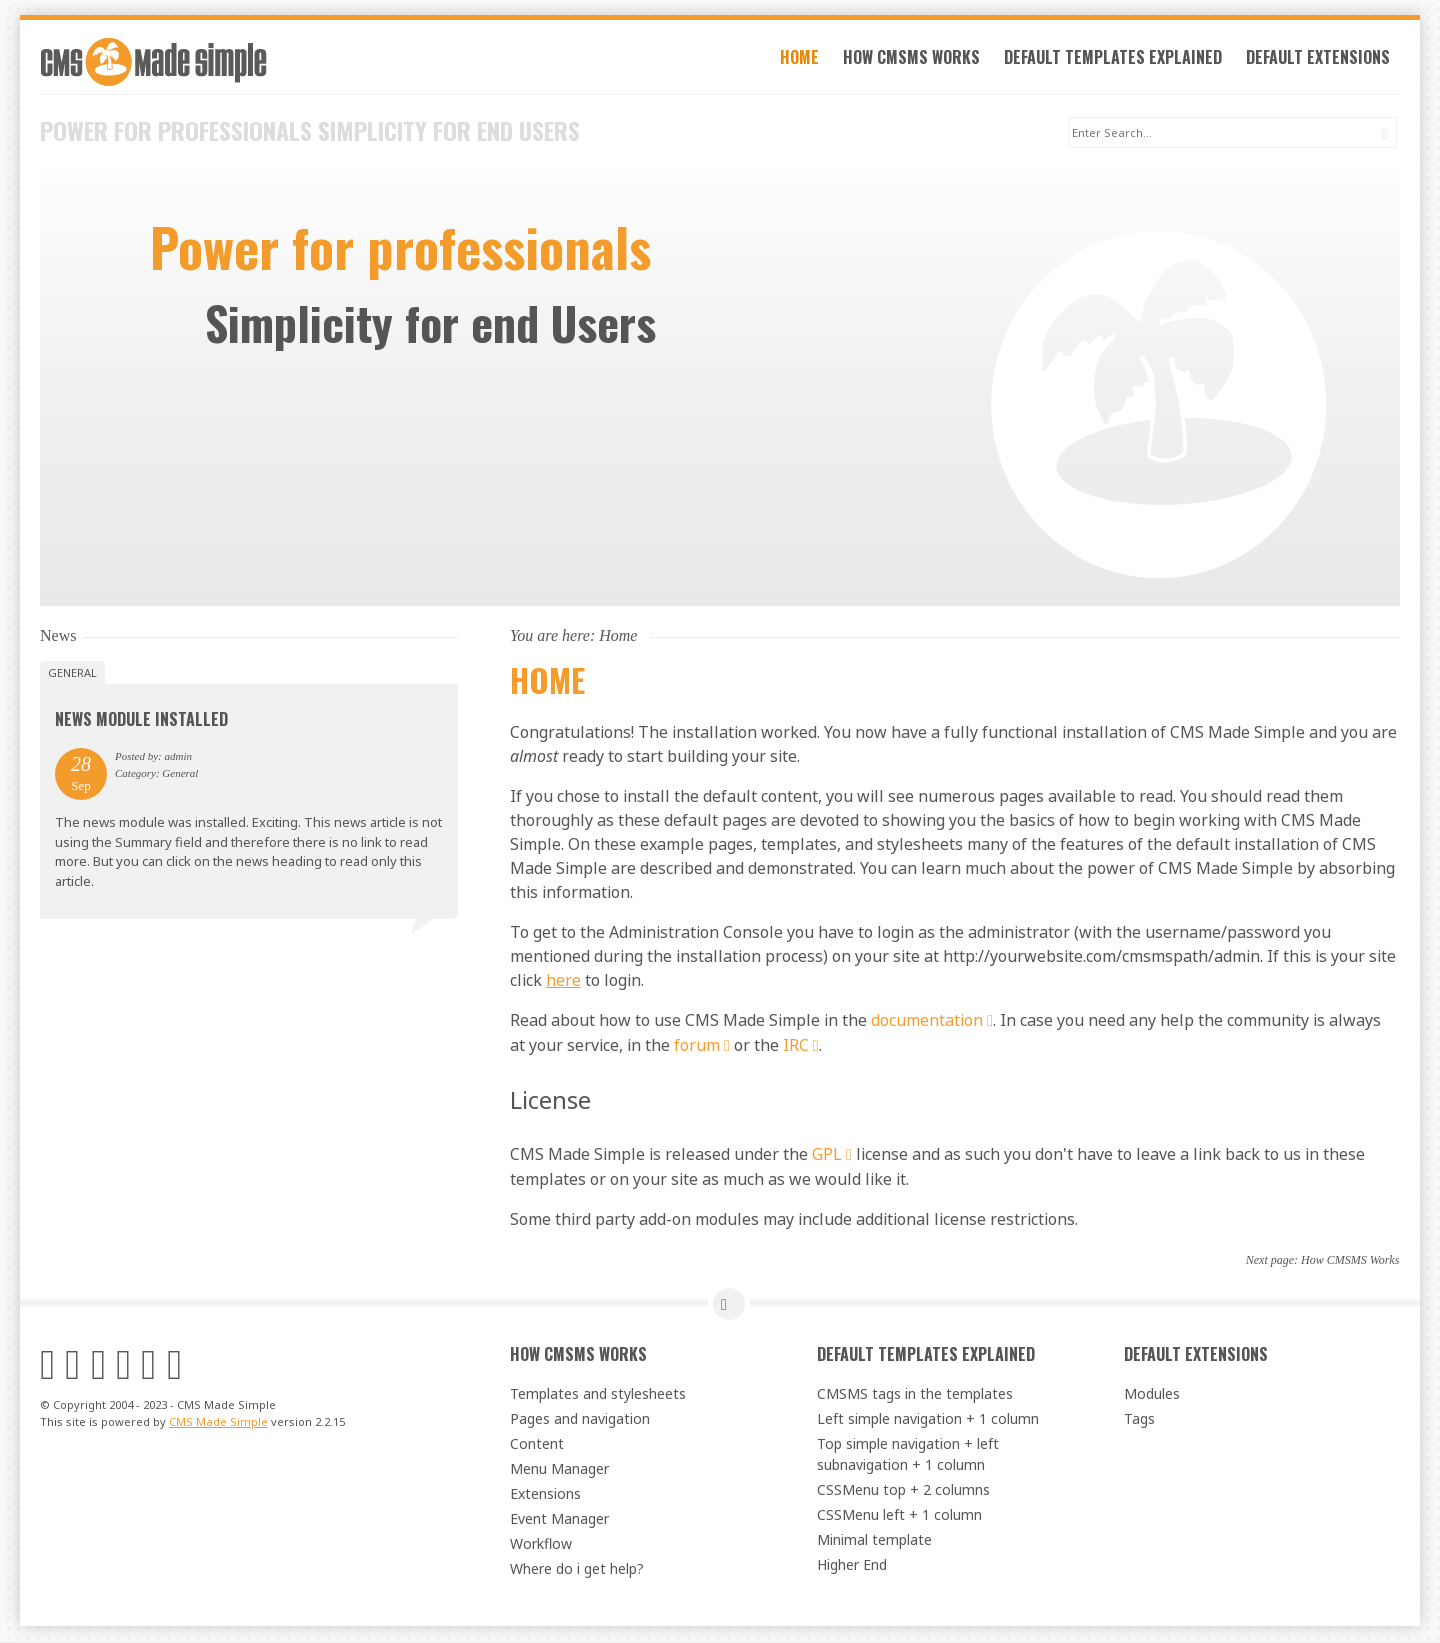 CMS Made Simple
HOME HOW CMSMS WORKS DEFAULT TEMPLATES EXPLAINED DEFAULT EXTENSIONS
POWER FOR PROFESSIONALS SIMPLICITY FOR END USERS
Enter Search...
Power for professionals
Simplicity for end Users
News
GENERAL
NEWS MODULE INSTALLED
28
Sep
Posted by: admin
Category: General
The news module was installed. Exciting. This news article is not
using the Summary field and therefore there is no link to read
more. But you can click on the news heading to read only this
article.
You are here: Home
HOME
Congratulations! The installation worked. You now have a fully functional installation of CMS Made Simple and you are
almost ready to start building your site.
If you chose to install the default content, you will see numerous pages available to read. You should read them
thoroughly as these default pages are devoted to showing you the basics of how to begin working with CMS Made
Simple. On these example pages, templates, and stylesheets many of the features of the default installation of CMS
Made Simple are described and demonstrated. You can learn much about the power of CMS Made Simple by absorbing
this information.
To get to the Administration Console you have to login as the administrator (with the username/password you
mentioned during the installation process) on your site at http://yourwebsite.com/cmsmspath/admin. If this is your site
click here to login.
Read about how to use CMS Made Simple in the documentation. In case you need any help the community is always
at your service, in the forum or the IRC.
License
CMS Made Simple is released under the GPL license and as such you don't have to leave a link back to us in these
templates or on your site as much as we would like it.
Some third party add-on modules may include additional license restrictions.
Next page: How CMSMS Works
© Copyright 2004 - 2023 - CMS Made Simple
This site is powered by CMS Made Simple version 2.2.15
HOW CMSMS WORKS
Templates and stylesheets
Pages and navigation
Content
Menu Manager
Extensions
Event Manager
Workflow
Where do i get help?
DEFAULT TEMPLATES EXPLAINED
CMSMS tags in the templates
Left simple navigation + 1 column
Top simple navigation + left
subnavigation + 1 column
CSSMenu top + 2 columns
CSSMenu left + 1 column
Minimal template
Higher End
DEFAULT EXTENSIONS
Modules
Tags